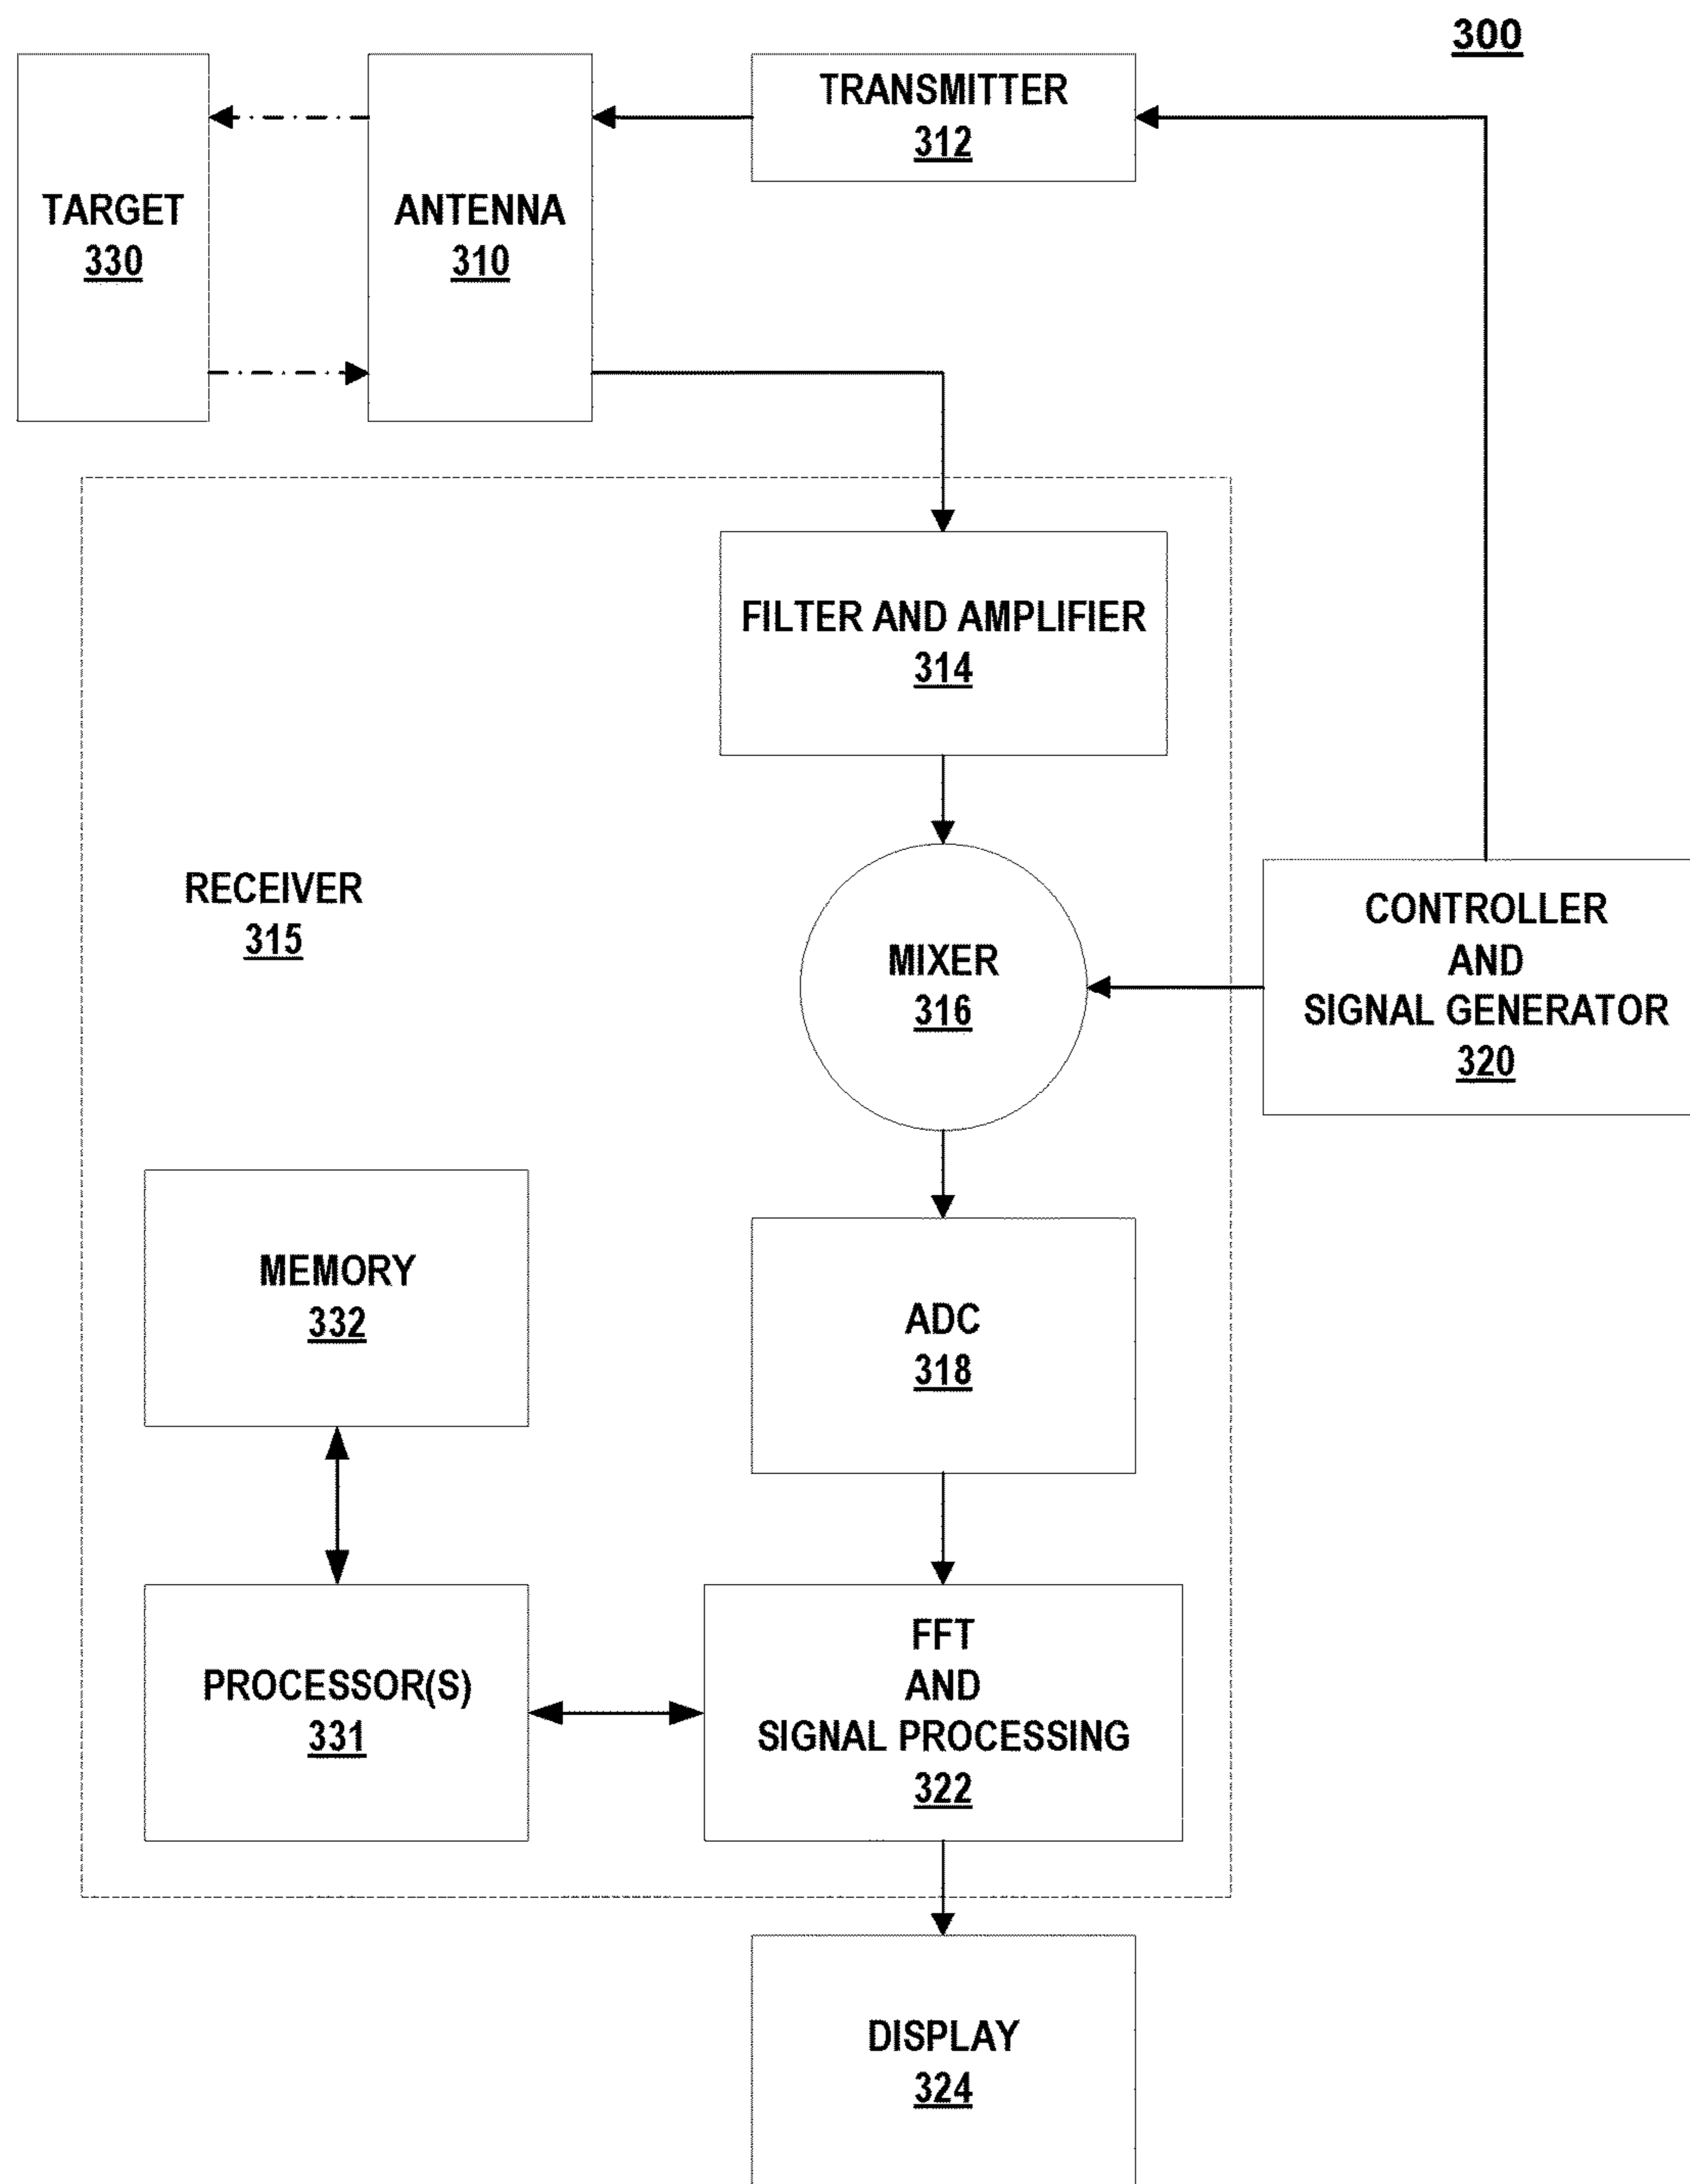 300
TRANSMITTER
312
TARGET
330
ANTENNA
310
FILTER AND AMPLIFIER
314
RECEIVER
315
MIXER
316
CONTROLLER
AND
SIGNAL GENERATOR
320
MEMORY
332
ADC
318
PROCESSOR(S)
331
FFT
AND
SIGNAL PROCESSING
322
DISPLAY
324